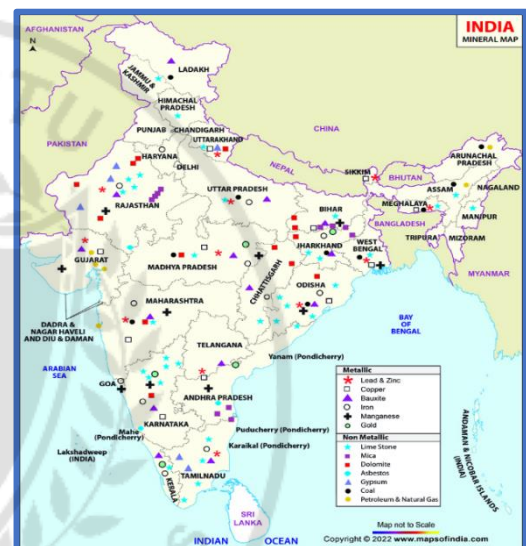 INDIA
MINERAL MAP
AFGHANISTAN
N
LADAKH
JAMMU &
KASHMIR
HIMACHAL
PRADESH
CHINA
PUNJAB
CHANDIGARH
UTTARAKHAND
PAKISTAN
HARYANA
DELHI
NEPAL
SIKKIM
BHUTAN
ARUNACHAL
PRADESH
RAJASTHAN
UTTAR PRADESH
BIHAR
ASSAM
NAGALAND
MEGHALAYA
MANIPUR
BANGLADESH
TRIPURA
MIZORAM
GUJARAT
MADHYA PRADESH
JHARKHAND
WEST
BENGAL
CHHATTISGARH
MYANMAR
ODISHA
MAHARASHTRA
DADRA &
NAGAR HAVELI
AND DIU & DAMAN
BAY
OF
BENGAL
TELANGANA
ARABIAN
SEA
Yanam (Pondicherry)
GOA
ANDHRA PRADESH
KARNATAKA
Mahe
(Pondicherry)
Puducherry (Pondicherry)
Karaikal (Pondicherry)
Lakshadweep
(INDIA)
KERALA
TAMILNADU
SRI
LANKA
INDIAN OCEAN
ANDAMAN & NICOBAR ISLANDS
(INDIA)
Metallic
Lead & Zinc
Copper
Bauxite
Iron
Manganese
Gold
Non Metallic
Lime Stone
Mica
Dolomite
Asbestos
Gypsum
Coal
Petroleum & Natural Gas
Map not to Scale
Copyright © 2022 www.mapsofindia.com